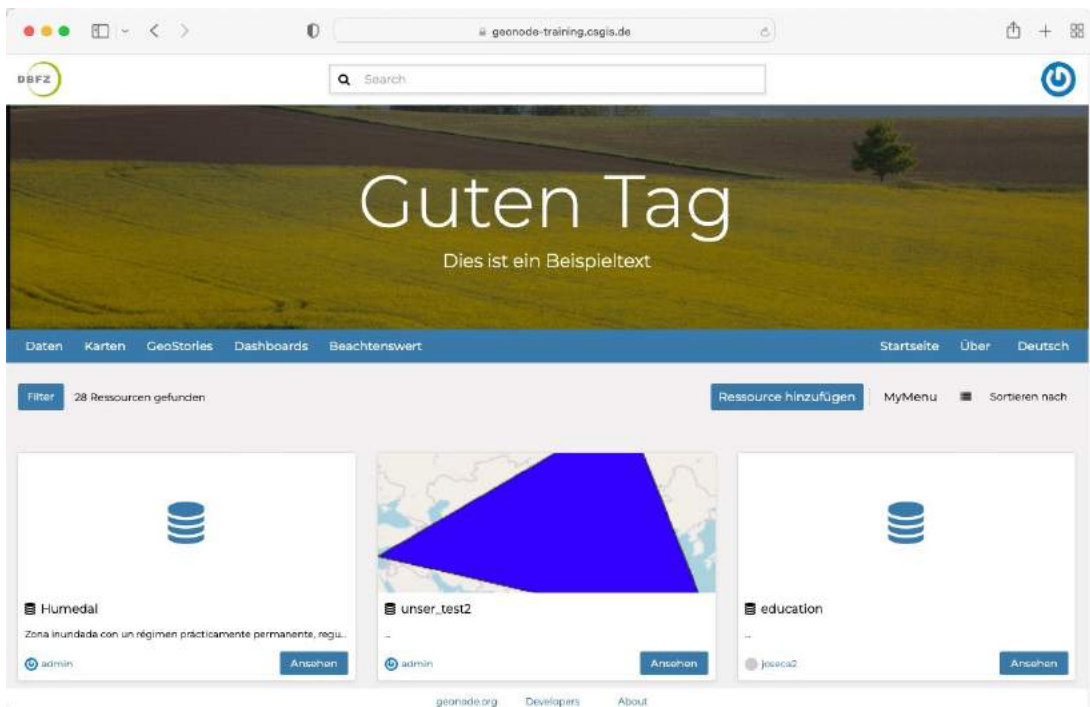 geonode-training.csgis.de
DBFZ
Search
Guten Tag
Dies ist ein Beispieltext
Daten Karten GeoStories Dashboards Beachtenswert Startseite Über Deutsch
Filter 28 Ressourcen gefunden Ressource hinzufügen MyMenu Sortieren nach
Humedal
Zona inundada con un régimen prácticamente permanente, regu...
admin Ansehen
unser_test2
...
admin Ansehen
education
...
joseca2 Ansehen
geonode.org Developers About